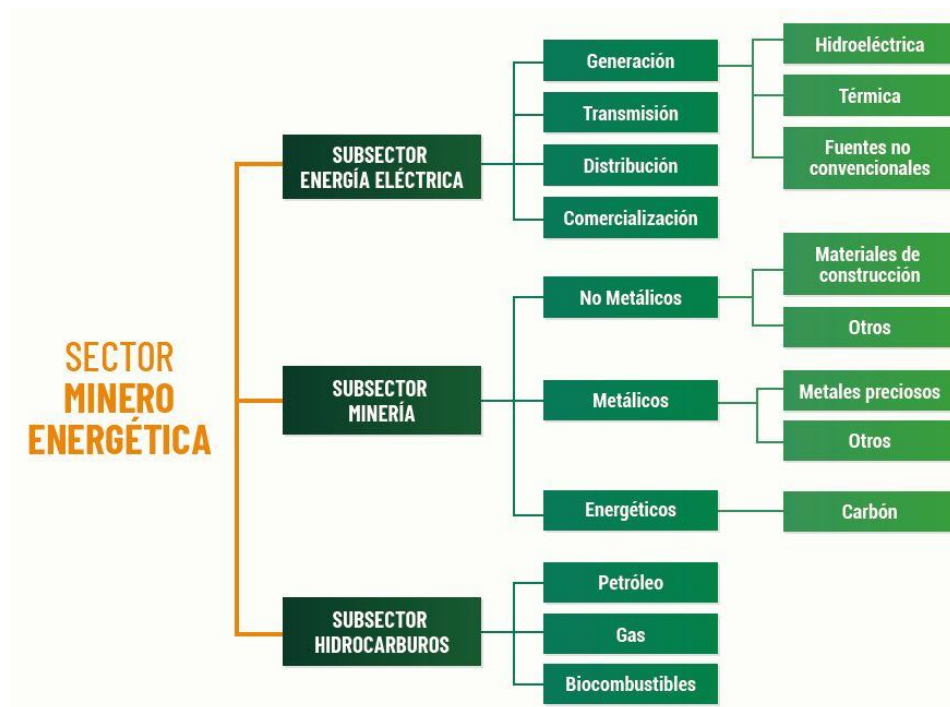 SECTOR
MINERO
ENERGÉTICA
SUBSECTOR
ENERGÍA ELÉCTRICA
Generación
Hidroeléctrica
Térmica
Fuentes no
convencionales
Transmisión
Distribución
Comercialización
SUBSECTOR
MINERÍA
No Metálicos
Materiales de
construcción
Otros
Metálicos
Metales preciosos
Otros
Energéticos
Carbón
SUBSECTOR
HIDROCARBUROS
Petróleo
Gas
Biocombustibles